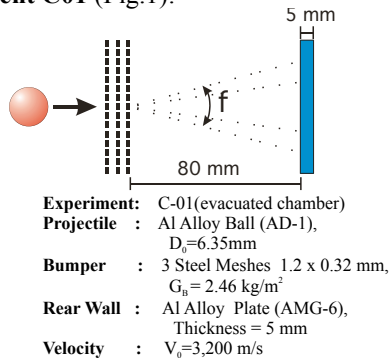 ent C01 (Fig.1).
5 mm
f
80 mm
Experiment: C-01(evacuated chamber)
Projectile : Al Alloy Ball (AD-1),
D₀=6.35mm
Bumper : 3 Steel Meshes 1.2 x 0.32 mm,
G_B = 2.46 kg/m²
Rear Wall : Al Alloy Plate (AMG-6),
Thickness = 5 mm
Velocity : V₀=3,200 m/s